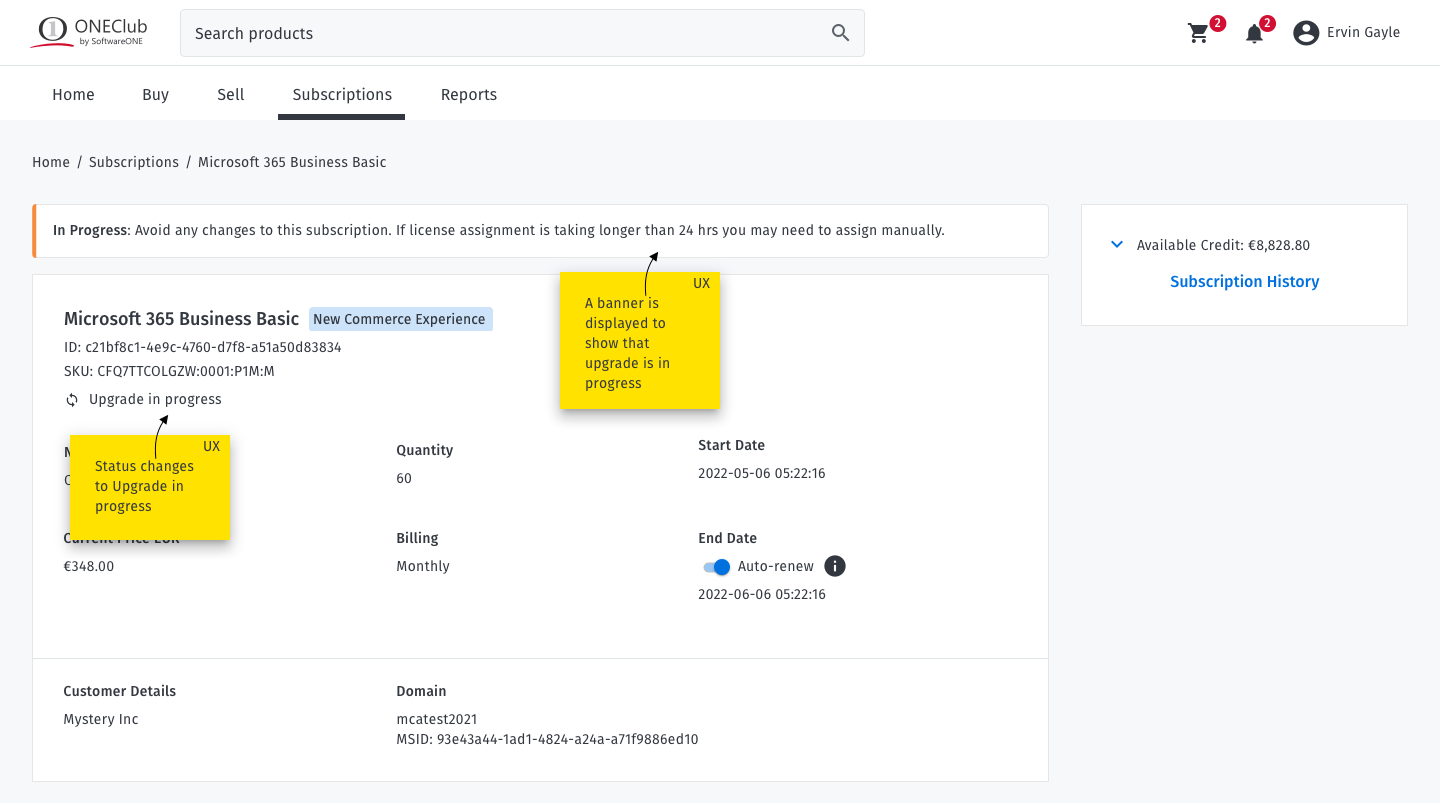 1 ONEClub
by SoftwareONE
Search products
2
2
Ervin Gayle
Home
Buy
Sell
Subscriptions
Reports
Home / Subscriptions / Microsoft 365 Business Basic
In Progress: Avoid any changes to this subscription. If license assignment is taking longer than 24 hrs you may need to assign manually.
Available Credit: €8,828.80
Subscription History
UX
A banner is
displayed to
show that
upgrade is in
progress
Microsoft 365 Business Basic
New Commerce Experience
ID: c21bf8c1-4e9c-4760-d7f8-a51a50d83834
SKU: CFQ7TTCOLGZW:0001:P1M:M
Upgrade in progress
UX
Status changes
to Upgrade in
progress
Quantity
60
Start Date
2022-05-06 05:22:16
Current Price EUR
€348.00
Billing
Monthly
End Date
Auto-renew
2022-06-06 05:22:16
Customer Details
Mystery Inc
Domain
mcatest2021
MSID: 93e43a44-1ad1-4824-a24a-a71f9886ed10